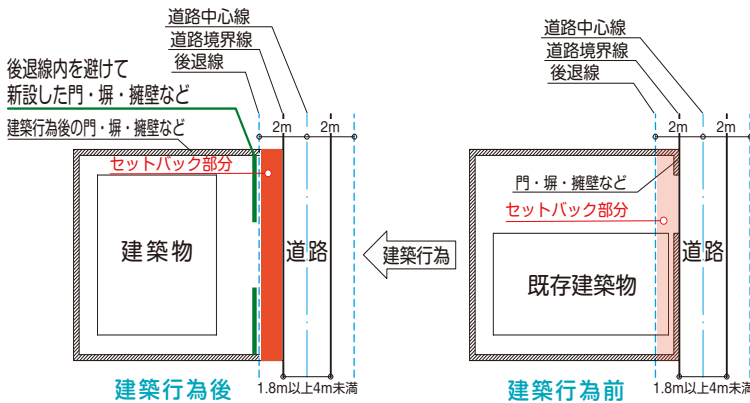 道路中心線
道路境界線
後退線
後退線内を避けて
新設した門・塀・擁壁など
建築行為後の門・塀・擁壁など
2m
2m
セットバック部分
建築物
道路
1.8m以上4m未満
建築行為後
建築行為
道路中心線
道路境界線
後退線
2m
2m
門・塀・擁壁など
セットバック部分
道路
既存建築物
1.8m以上4m未満
建築行為前